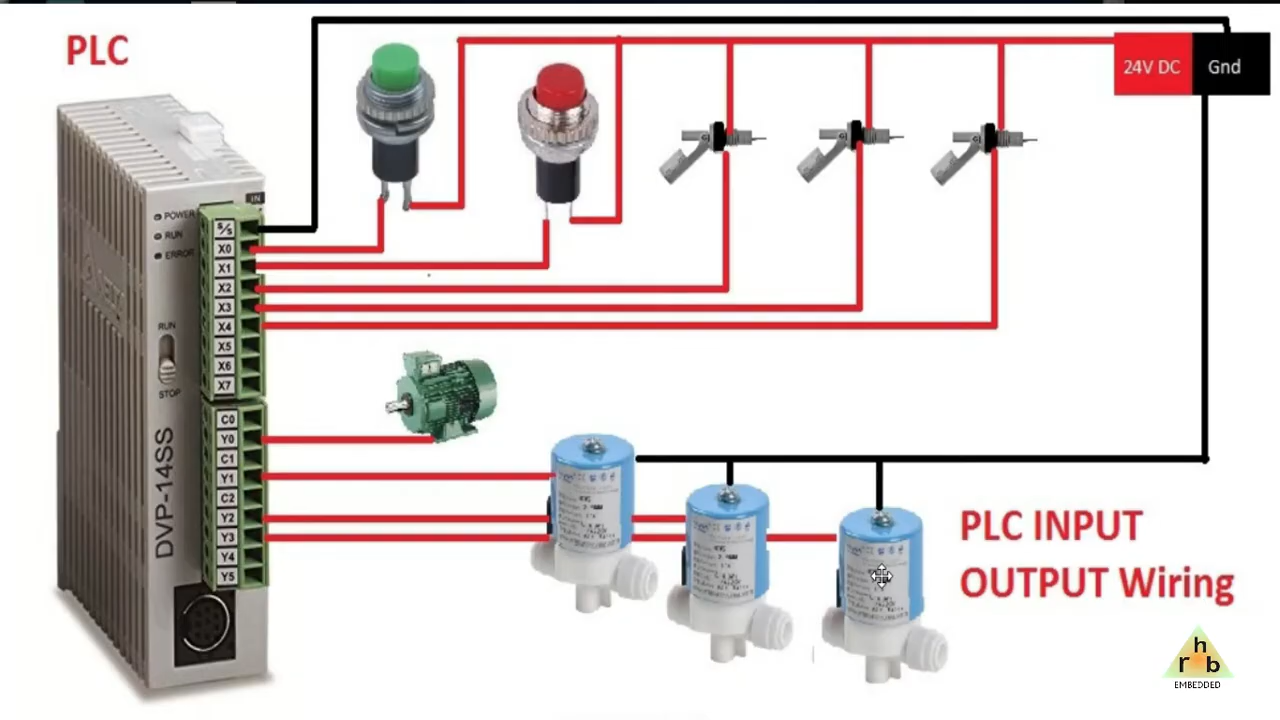 PLC
24V DC
Gnd
IN
POWER
RUN
ERROR
S/S
X0
X1
X2
X3
X4
X5
X6
X7
RUN
STOP
C0
Y0
C1
Y1
C2
Y2
Y3
Y4
Y5
DVP-14SS
PLC INPUT
OUTPUT Wiring
h
r b
EMBEDDED